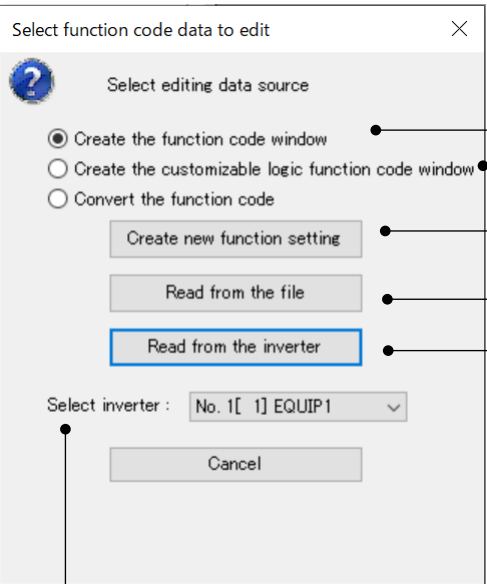 Select function code data to edit
Select editing data source
Create the function code window
Create the customizable logic function code window
Convert the function code
Create new function setting
Read from the file
Read from the inverter
Select inverter : No. 1[ 1] EQUIP1
Cancel